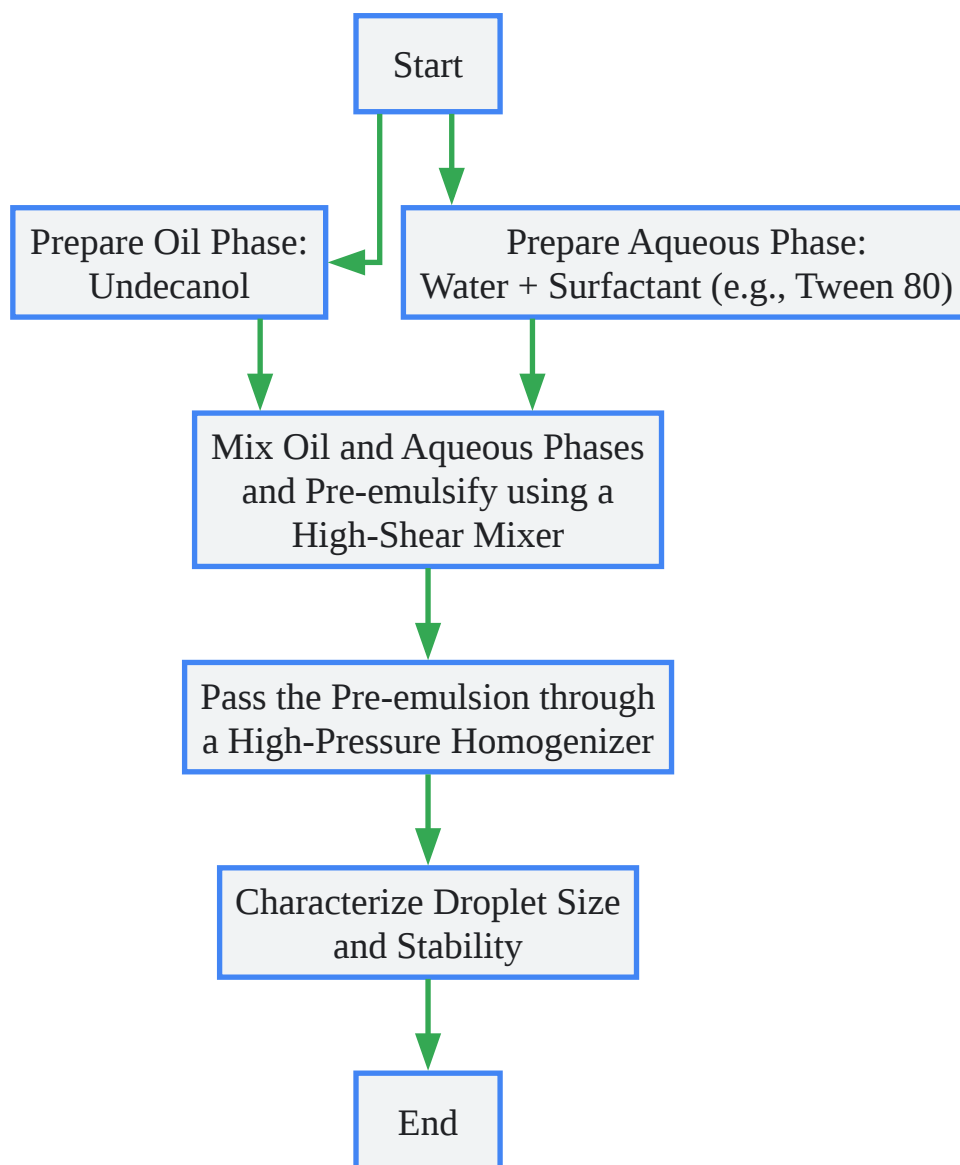 Start
Prepare Oil Phase:
Undecanol
Prepare Aqueous Phase:
Water + Surfactant (e.g., Tween 80)
Mix Oil and Aqueous Phases
and Pre-emulsify using a
High-Shear Mixer
Pass the Pre-emulsion through
a High-Pressure Homogenizer
Characterize Droplet Size
and Stability
End